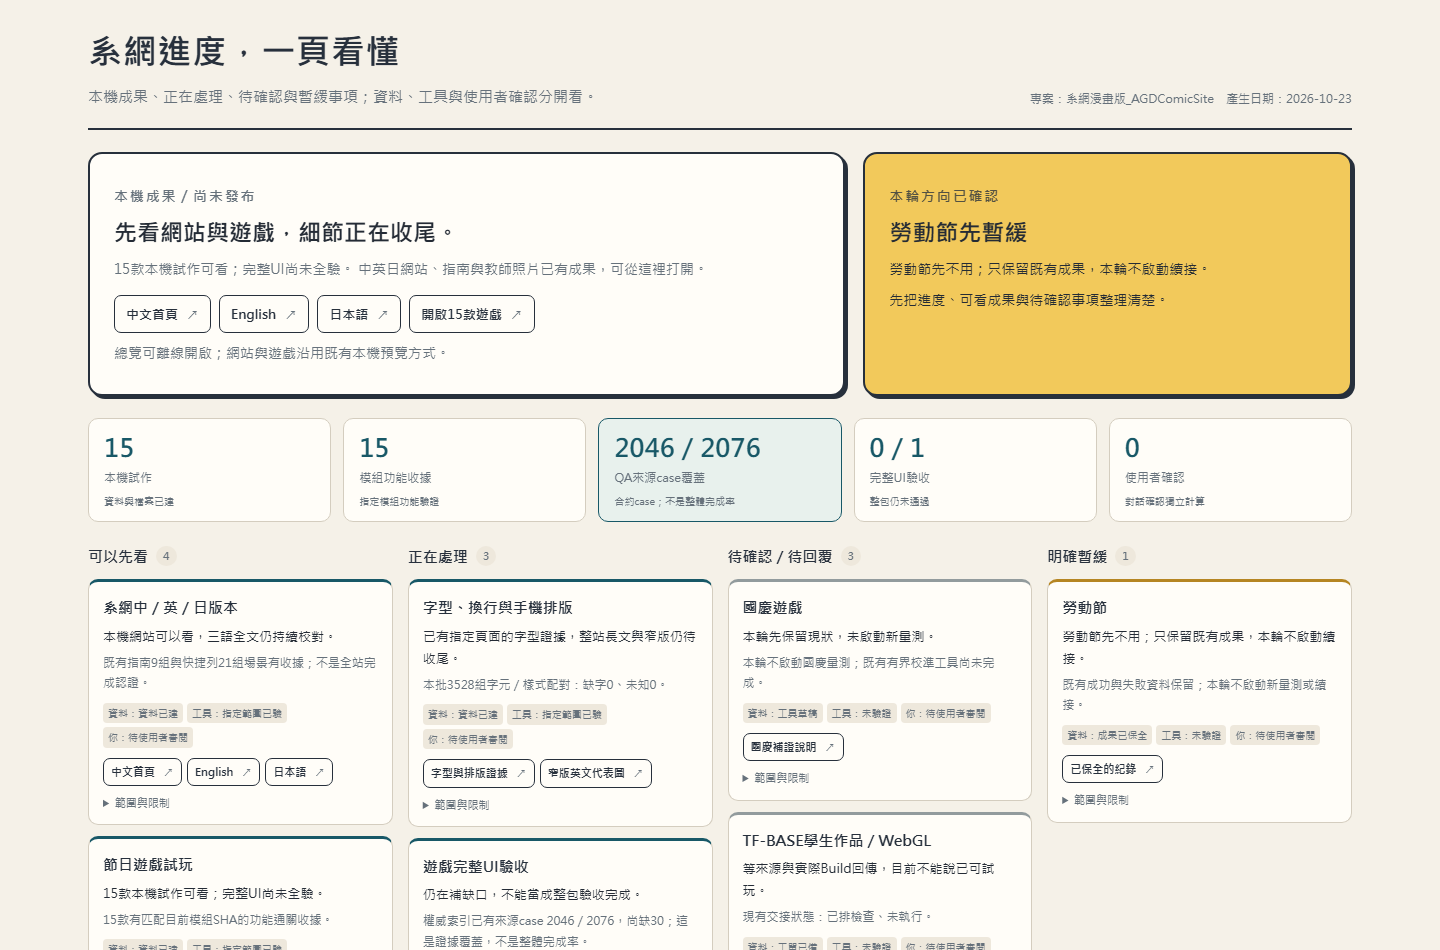 系網進度，一頁看懂
本機成果、正在處理、待確認與暫緩事項；資料、工具與使用者確認分開看。
專案：系網漫畫版_AGDComicSite 產生日期：2026-10-23
本機成果 / 尚未發布
先看網站與遊戲，細節正在收尾。
15款本機試作可看；完整UI尚未全驗。 中英日網站、指南與教師照片已有成果，可從這裡打開。
中文首頁 ↗
English ↗
日本語 ↗
開啟15款遊戲 ↗
總覽可離線開啟；網站與遊戲沿用既有本機預覽方式。
本輪方向已確認
勞動節先暫緩
勞動節先不用；只保留既有成果，本輪不啟動續接。
先把進度、可看成果與待確認事項整理清楚。
15
本機試作
資料與檔案已建
15
模組功能收據
指定模組功能驗證
2046 / 2076
QA來源case覆蓋
合約case；不是整體完成率
0 / 1
完整UI驗收
整包仍未通過
0
使用者確認
對話確認獨立計算
可以先看 4
系網中 / 英 / 日版本
本機網站可以看，三語全文仍持續校對。
既有指南9組與快捷列21組場景有收據；不是全站完
成認證。
資料：資料已建
工具：指定範圍已驗
你：待使用者審閱
中文首頁 ↗
English ↗
日本語 ↗
▶ 範圍與限制
節日遊戲試玩
15款本機試作可看；完整UI尚未全驗。
15款有匹配目前模組SHA的功能通關收據。
資料：資料已建
工具：指定範圍已驗
正在處理 3
字型、換行與手機排版
已有指定頁面的字型證據，整站長文與窄版仍待
收尾。
本批3528組字元 / 樣式配對：缺字0、未知0。
資料：資料已建
工具：指定範圍已驗
你：待使用者審閱
字型與排版證據 ↗
窄版英文代表圖 ↗
▶ 範圍與限制
遊戲完整UI驗收
仍在補缺口，不能當成整包驗收完成。
權威索引已有來源case 2046 / 2076，尚缺30；這
是證據覆蓋，不是整體完成率。
待確認 / 待回覆 3
國慶遊戲
本輪先保留現狀，未啟動新量測。
本輪不啟動國慶量測；既有有界校準工具尚未完
成。
資料：工具草稿
工具：未驗證
你：待使用者審閱
國慶補證說明 ↗
▶ 範圍與限制
TF-BASE學生作品 / WebGL
等來源與實際Build回傳，目前不能說已可試
玩。
現有交接狀態：已排檢查、未執行。
資料：工單已備
工具：未驗證
你：待使用者審閱
明確暫緩 1
勞動節
勞動節先不用；只保留既有成果，本輪不啟動續
接。
既有成功與失敗資料保留；本輪不啟動新量測或續
接。
資料：成果已保全
工具：未驗證
你：待使用者審閱
已保全的紀錄 ↗
▶ 範圍與限制